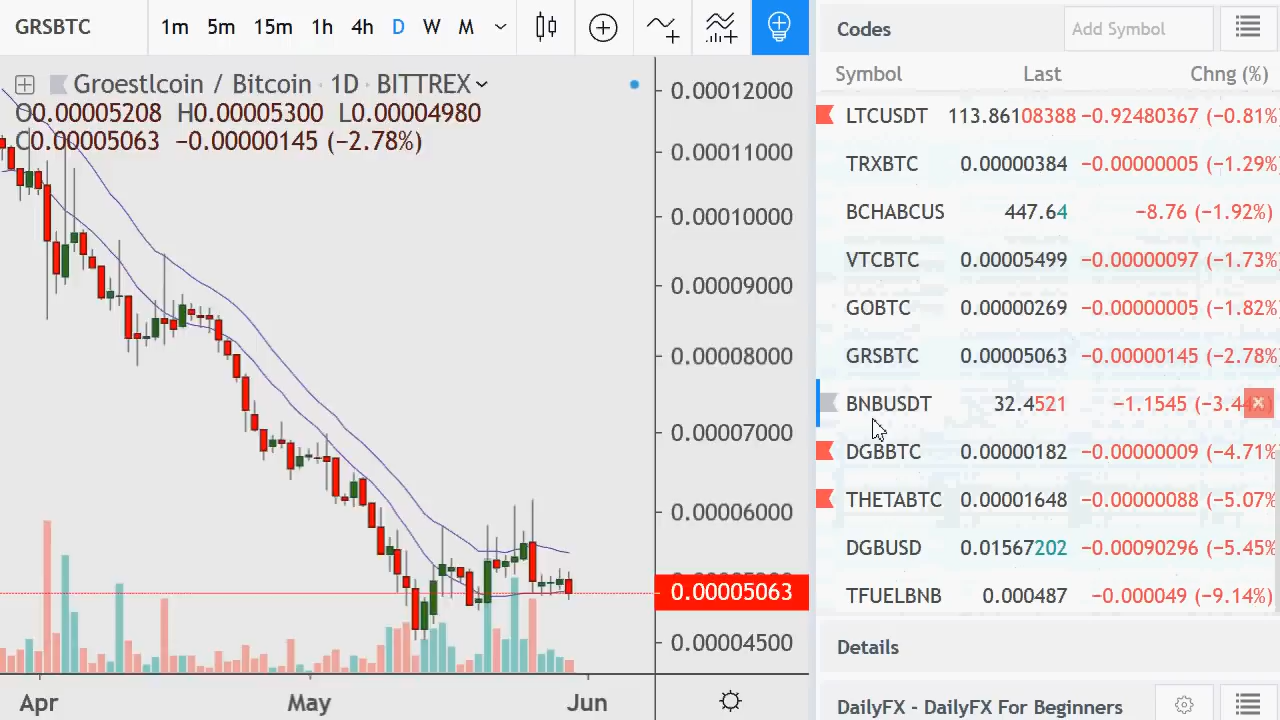 GRSBTC 1m 5m 15m 1h 4h D W M
Groestlcoin / Bitcoin · 1D · BITTREX
O0.00005208 H0.00005300 L0.00004980
C0.00005063 −0.00000145 (−2.78%)
0.00012000
0.00011000
0.00010000
0.00009000
0.00008000
0.00007000
0.00006000
0.00005063
0.00004500
Apr May Jun
Codes Add Symbol
Symbol Last Chng (%)
LTCUSDT 113.86108388 −0.92480367 (−0.81%)
TRXBTC 0.00000384 −0.00000005 (−1.29%
BCHABCUS 447.64 −8.76 (−1.92%)
VTCBTC 0.00005499 −0.00000097 (−1.73%
GOBTC 0.00000269 −0.00000005 (−1.82%
GRSBTC 0.00005063 −0.00000145 (−2.78%
BNBUSDT 32.4521 −1.1545 (−3.44%)
DGBBTC 0.00000182 −0.00000009 (−4.71%
THETABTC 0.00001648 −0.00000088 (−5.07%
DGBUSD 0.01567202 −0.00090296 (−5.45%
TFUELBNB 0.000487 −0.000049 (−9.14%)
Details
DailyFX - DailyFX For Beginners